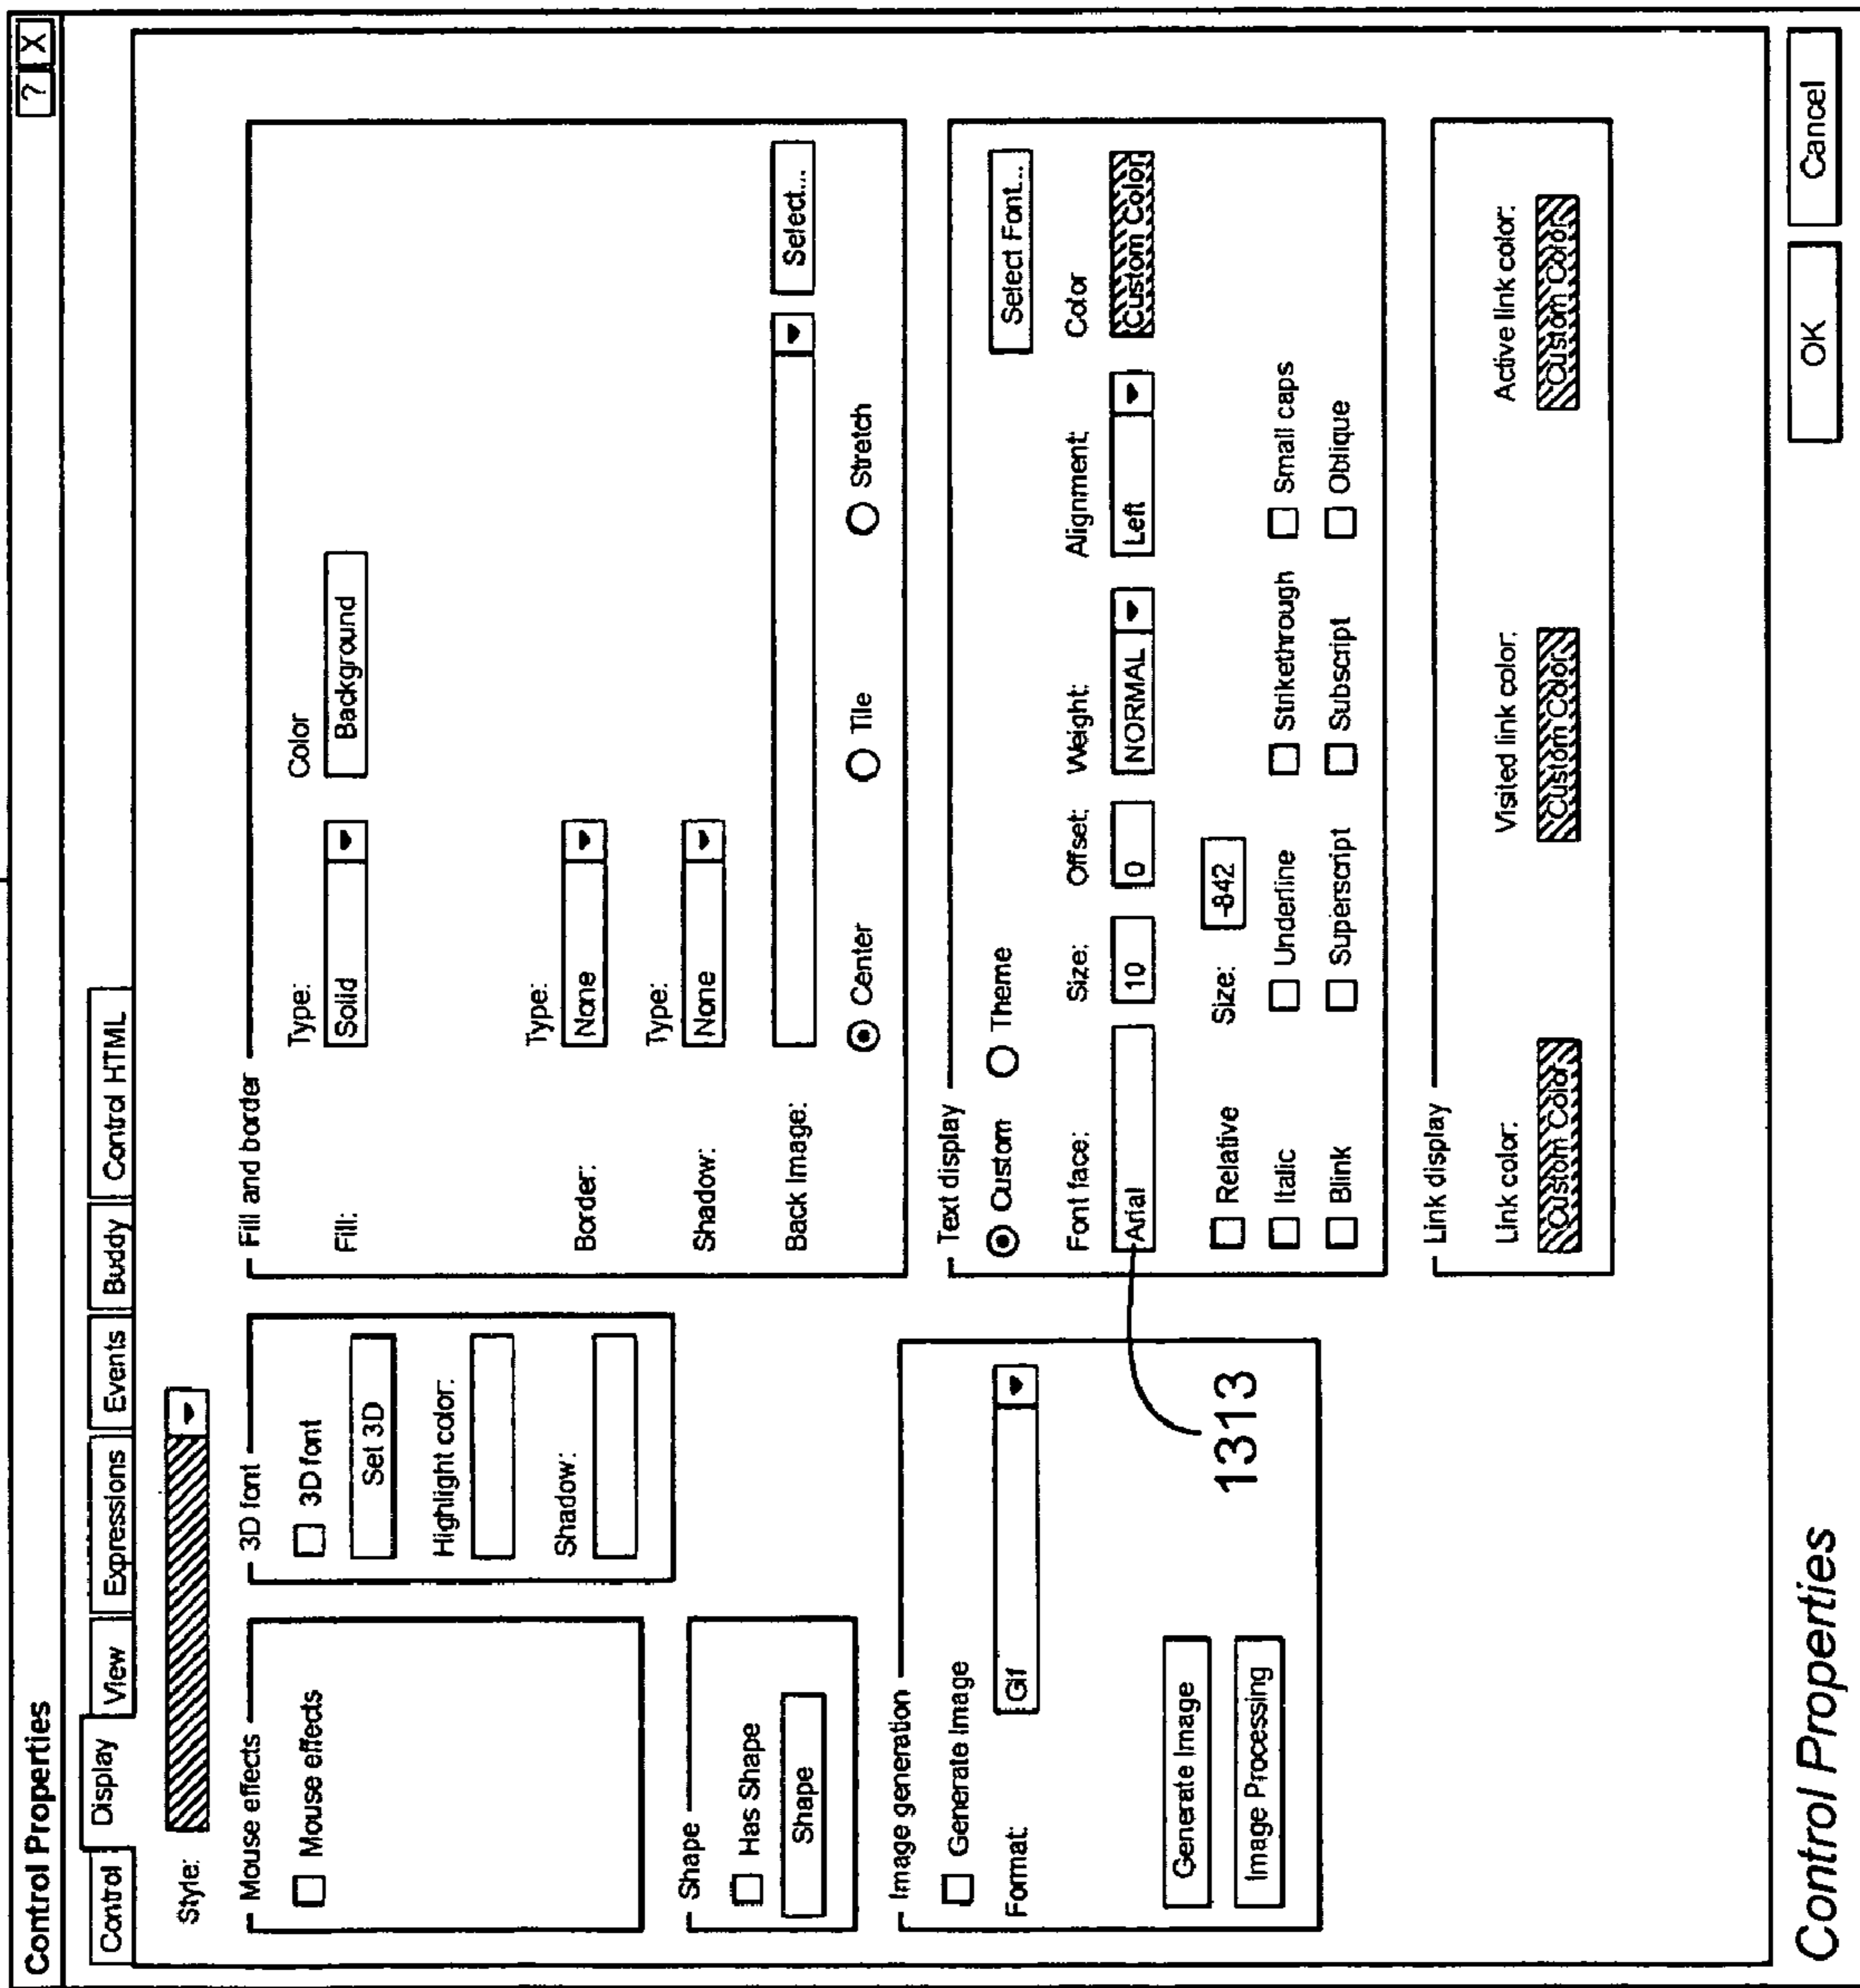 Control Properties
? X
Control Display View Expressions Events Buddy Control HTML
Style:
Mouse effects
Mouse effects
3D font
3D font
Set 3D
Highlight color:
Shadow:
Shape
Has Shape
Shape
Image generation
Generate Image
Format:
Gif
Generate Image
Image Processing
1313
Fill and border
Type: Color
Fill: Solid Background
Type:
Border: None
Type:
Shadow: None
Back Image: Select...
Center Tile Stretch
Text display
Custom Theme Select Font...
Font face: Size: Offset: Weight: Alignment: Color
Arial 10 0 NORMAL Left Custom Color
Relative Size: -842
Italic Underline Strikethrough Small caps
Blink Superscript Subscript Oblique
Link display
Link color: Visited link color: Active link color:
Custom Color Custom Color Custom Color
OK Cancel
Control Properties